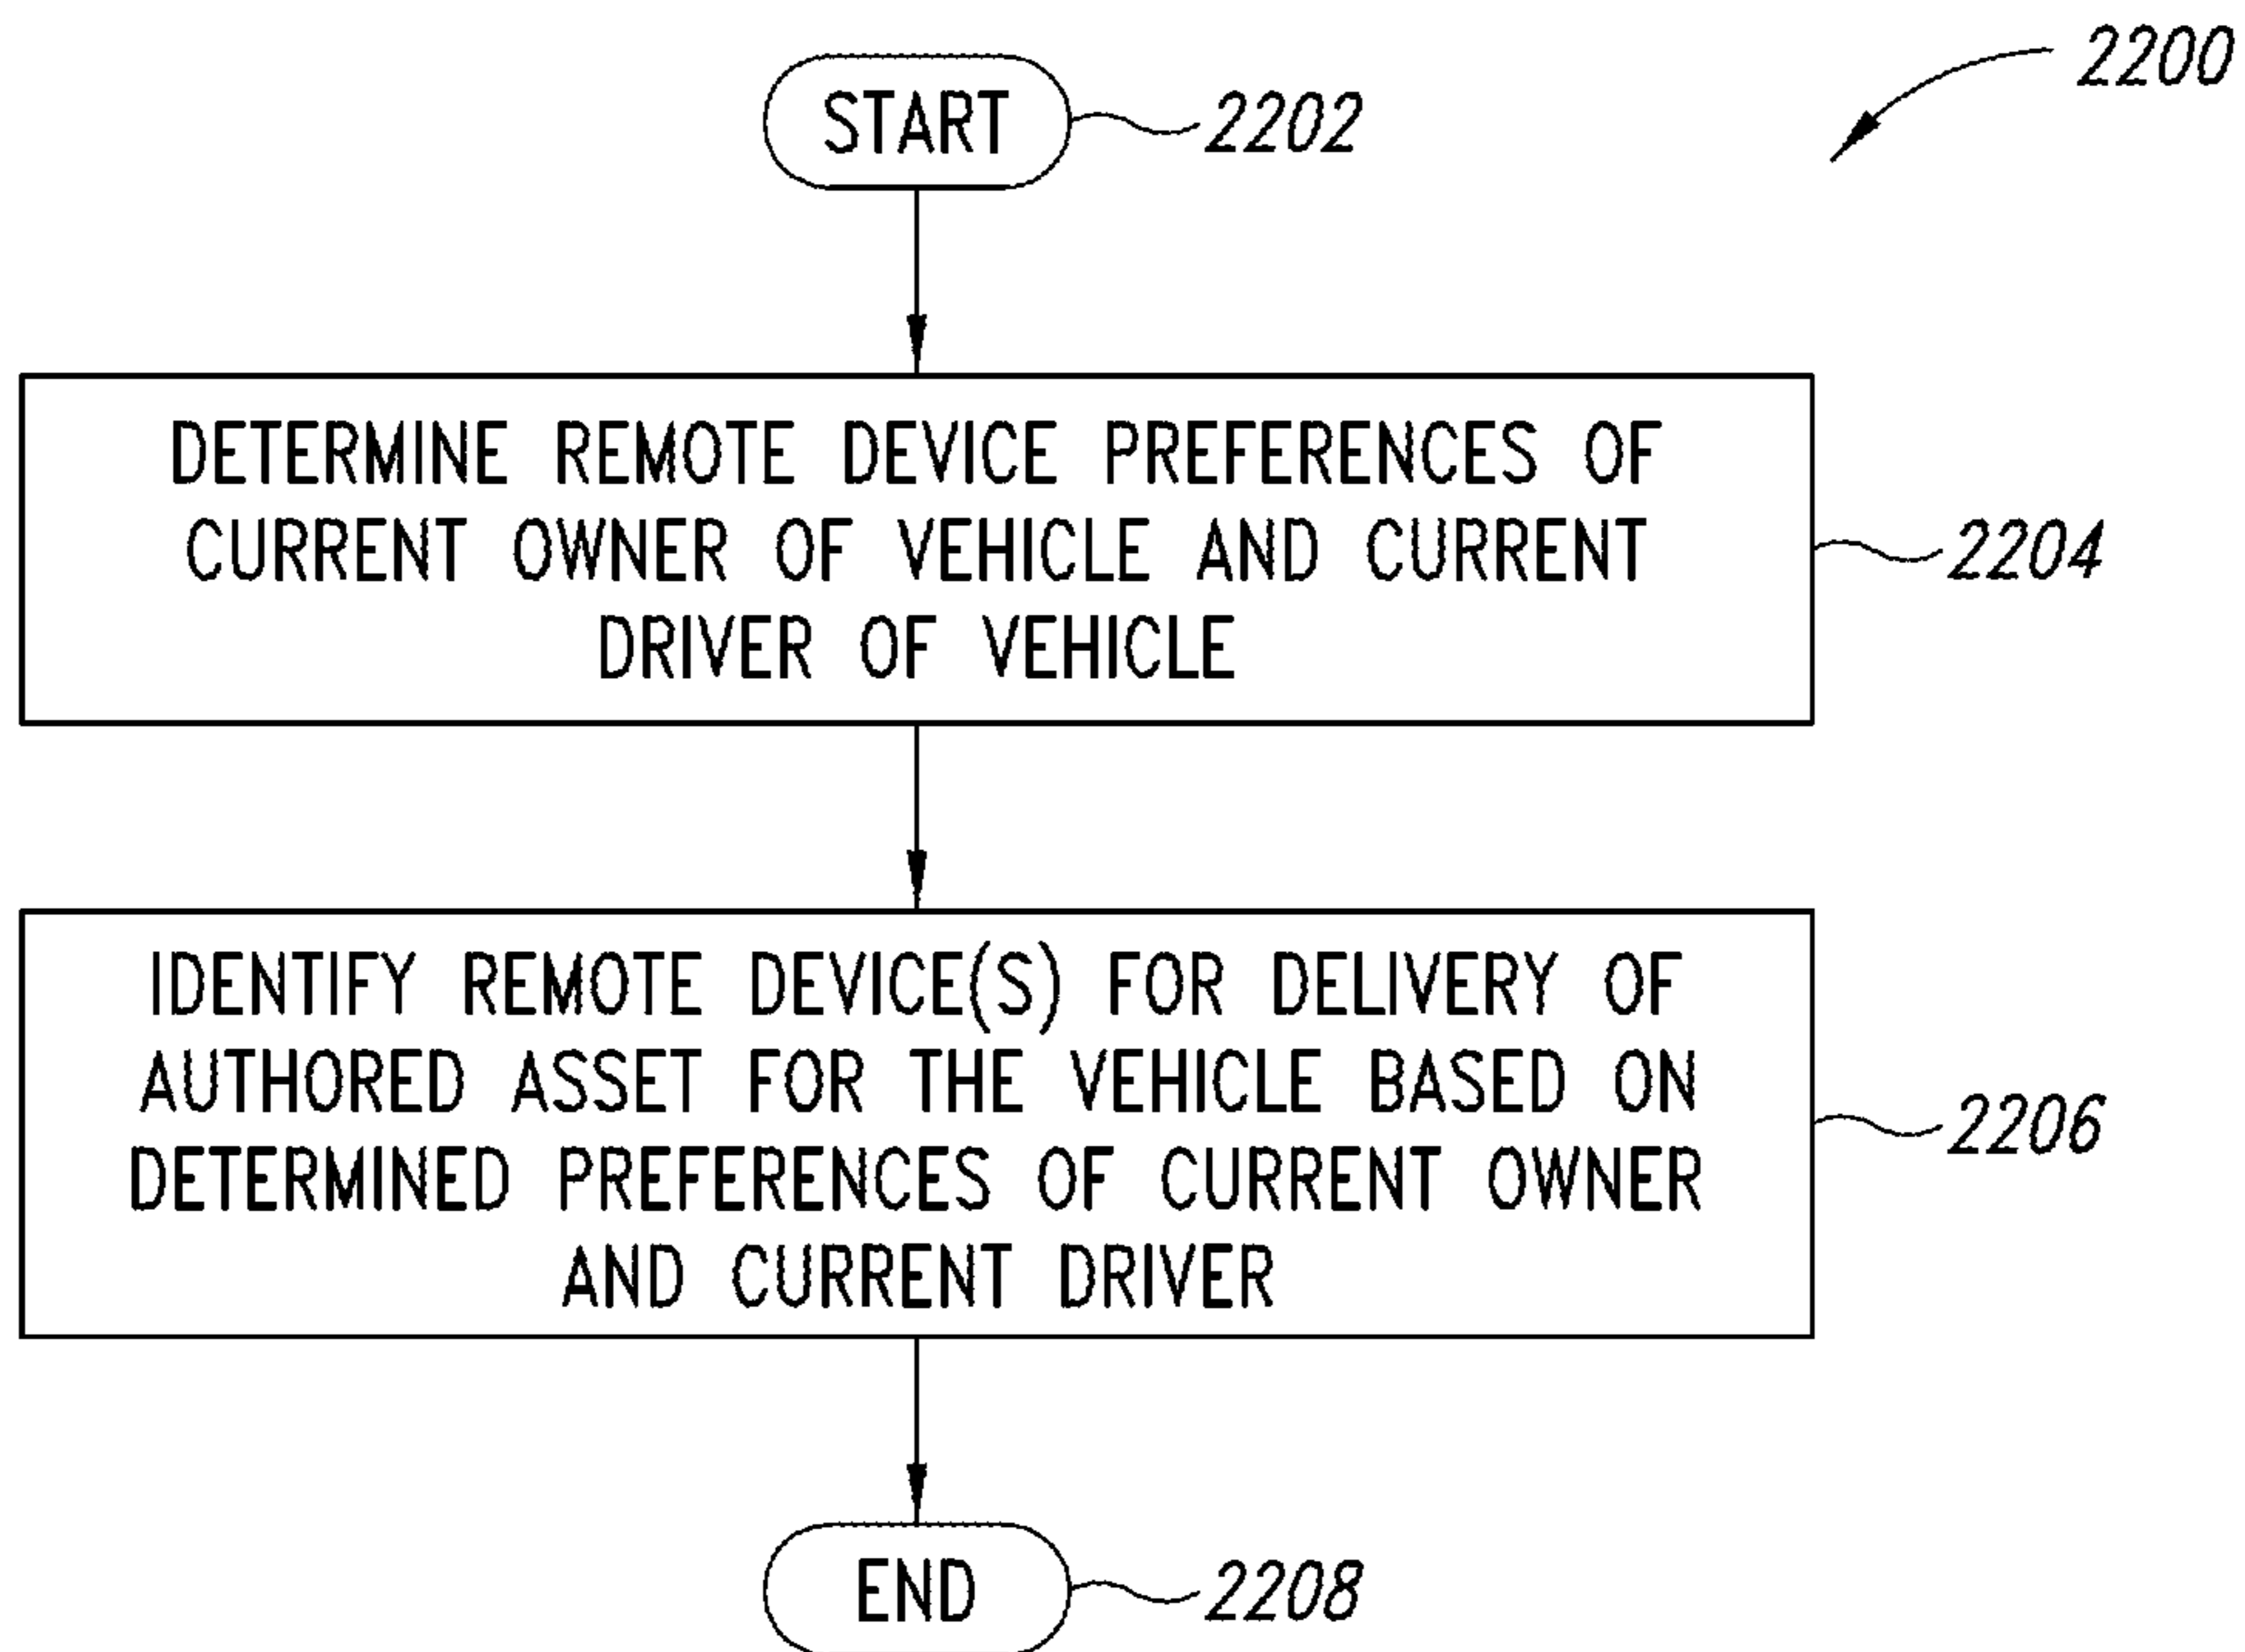 2200
START
2202
DETERMINE REMOTE DEVICE PREFERENCES OF
CURRENT OWNER OF VEHICLE AND CURRENT
DRIVER OF VEHICLE
2204
IDENTIFY REMOTE DEVICE(S) FOR DELIVERY OF
AUTHORED ASSET FOR THE VEHICLE BASED ON
DETERMINED PREFERENCES OF CURRENT OWNER
AND CURRENT DRIVER
2206
END
2208